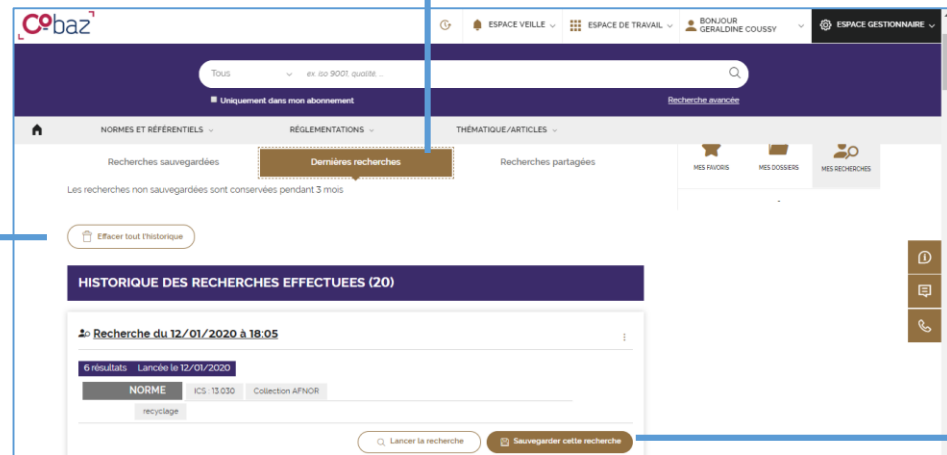 Cobaz
ESPACE VEILLE
ESPACE DE TRAVAIL
BONJOUR
GERALDINE COUSSY
ESPACE GESTIONNAIRE
Tous
ex. iso 9001, qualité, ...
Uniquement dans mon abonnement
Recherche avancée
NORMES ET RÉFÉRENTIELS
RÉGLEMENTATIONS
THÉMATIQUE/ARTICLES
Recherches sauvegardées
Dernières recherches
Recherches partagées
MES FAVORIS
MES DOSSIERS
MES RECHERCHES
Les recherches non sauvegardées sont conservées pendant 3 mois
Effacer tout l'historique
HISTORIQUE DES RECHERCHES EFFECTUEES (20)
Recherche du 12/01/2020 à 18:05
6 résultats Lancée le 12/01/2020
NORME ICS : 13.030 Collection AFNOR
recyclage
Lancer la recherche
Sauvegarder cette recherche